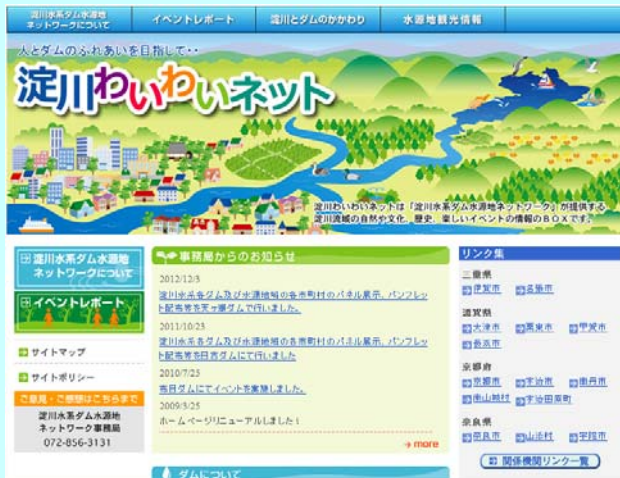 淀川水系ダム水源地
ネットワークについて
イベントレポート
淀川とダムのかかわり
水源地観光情報
人とダムのふれあいを目指して・・
淀川わいわいネット
淀川わいわいネットは「淀川水系ダム水源地ネットワーク」が提供する
淀川流域の自然や文化、歴史、楽しいイベントの情報のBOXです。
淀川水系ダム水源地
ネットワークについて
イベントレポート
サイトマップ
サイトポリシー
ご意見・ご感想はこちらまで
淀川水系ダム水源地
ネットワーク事務局
072-856-3131
事務局からのお知らせ
2012/12/3
淀川水系各ダム及び水源地域の各市町村のパネル展示、パンフレッ
ト配布等を天ヶ瀬ダムで行いました。
2011/10/23
淀川水系各ダム及び水源地域の各市町村のパネル展示、パンフレッ
ト配布等を日吉ダムにて行いました
2010/7/25
布目ダムにてイベントを実施しました。
2009/3/25
ホームページリニューアルしました！
more
ダムについて
リンク集
三重県
伊賀市 名張市
滋賀県
大津市 栗東市 甲賀市
長浜市
京都府
京都市 宇治市 南丹市
南山城村 宇治田原町
奈良県
奈良市 山添村 宇陀市
関係機関リンク一覧